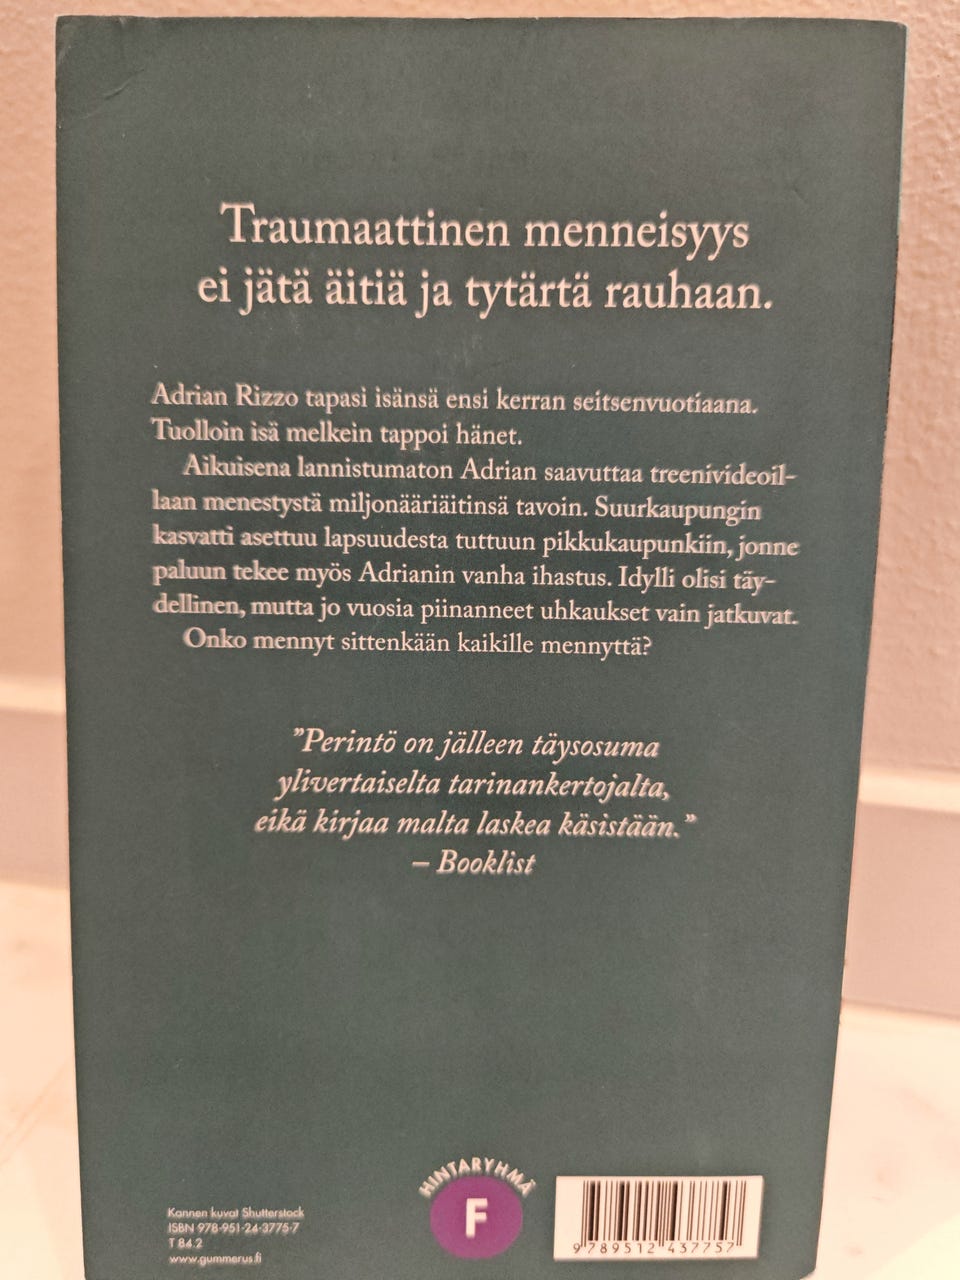 Traumaattinen menneisyys
ei jätä äitiä ja tytärtä rauhaan.
Adrian Rizzo tapasi isänsä ensi kerran seitsenvuotiaana.
Tuolloin isä melkein tappoi hänet.
Aikuisena lannistumaton Adrian saavuttaa treenivideoil-
laan menestystä miljonääriäitinsä tavoin. Suurkaupungin
kasvatti asettuu lapsuudesta tuttuun pikkukaupunkiin, jonne
paluun tekee myös Adrianin vanha ihastus. Idylli olisi täy-
dellinen, mutta jo vuosia piinanneet uhkaukset vain jatkuvat.
Onko mennyt sittenkään kaikille mennyttä?
”Perintö on jälleen täysosuma
ylivertaiselta tarinankertojalta,
eikä kirjaa malta laskea käsistään.”
– Booklist
Kannen kuvat Shutterstock
ISBN 978-951-24-3775-7
T 84.2
www.gummerus.fi
HINTARYHMÄ
F
9 789512 437757